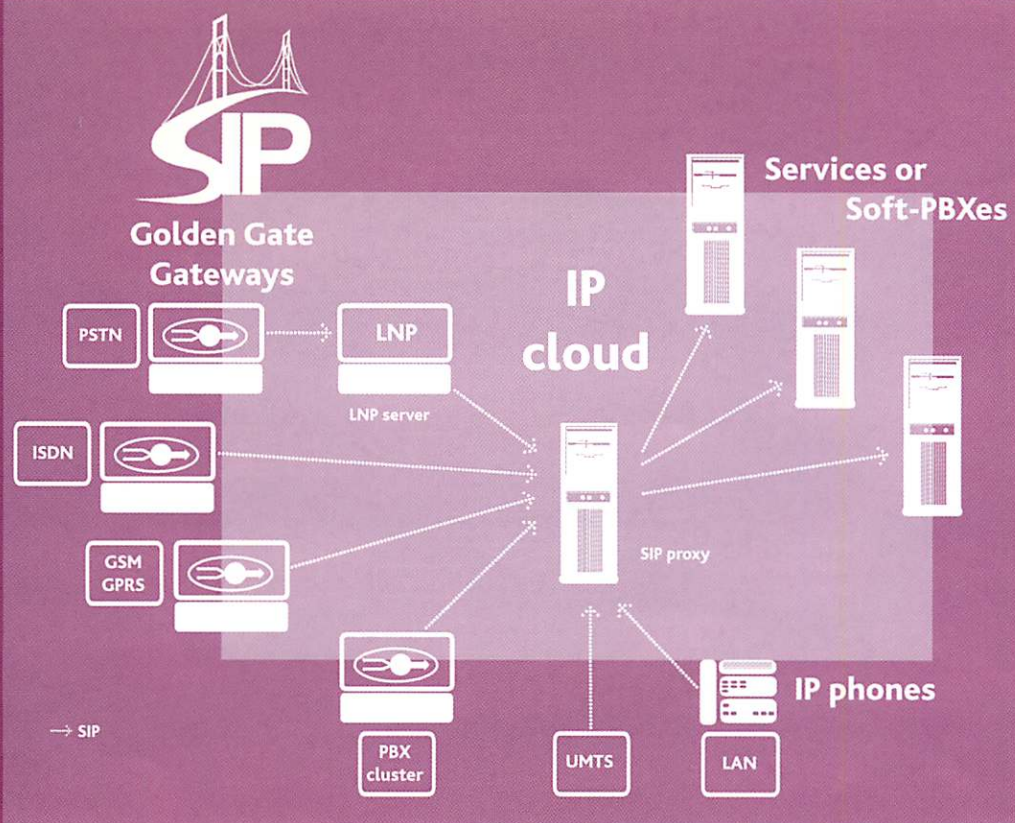 SIP
Golden Gate
Gateways
Services or
Soft-PBXes
IP
cloud
PSTN
LNP
LNP server
ISDN
GSM
GPRS
SIP proxy
IP phones
SIP
PBX
cluster
UMTS
LAN